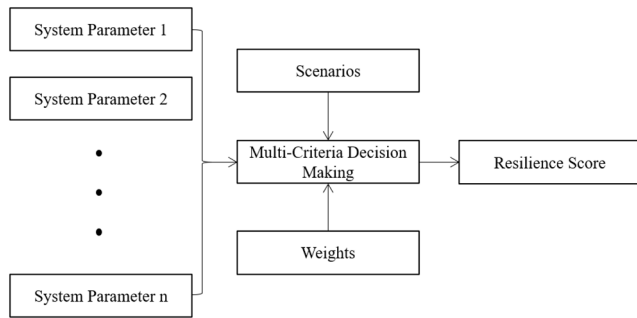 System Parameter 1
System Parameter 2
System Parameter n
Scenarios
Multi-Criteria Decision
Making
Weights
Resilience Score